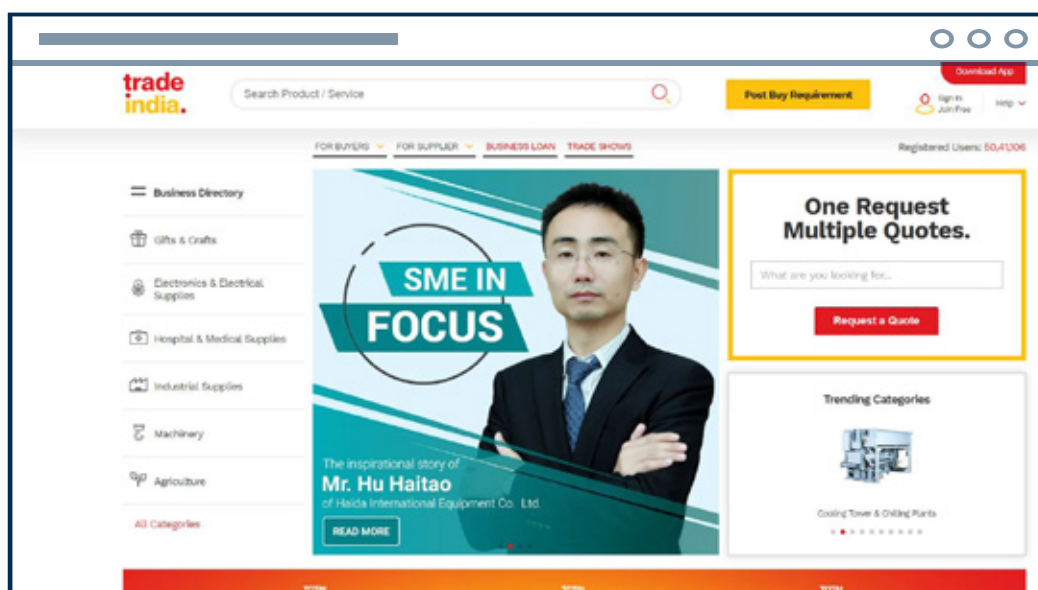 Download App
trade
india.
Search Product / Service
Post Buy Requirement
Sign In
Join Free
Help
FOR BUYERS
FOR SUPPLIER
BUSINESS LOAN
TRADE SHOWS
Registered Users: 50,41,106
Business Directory
Gifts & Crafts
Electronics & Electrical
Supplies
Hospital & Medical Supplies
Industrial Supplies
Machinery
Agriculture
All Categories
SME IN
FOCUS
The inspirational story of
Mr. Hu Haitao
of Haida International Equipment Co. Ltd.
READ MORE
One Request
Multiple Quotes.
What are you looking for...
Request a Quote
Trending Categories
Cooling Tower & Chilling Plants
TOTAL
TOTAL
TOTAL